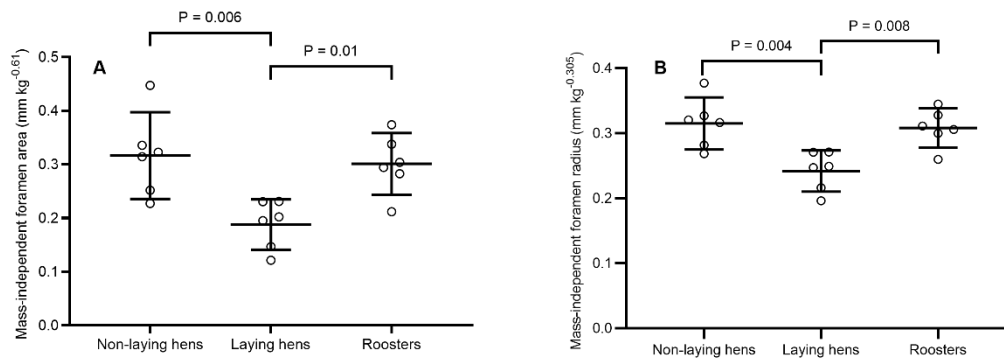 P = 0.006
P = 0.01
A
Mass-independent foramen area (mm kg⁻⁰·⁶¹)
0.5
0.4
0.3
0.2
0.1
0.0
Non-laying hens Laying hens Roosters
P = 0.008
P = 0.004
B
Mass-independent foramen radius (mm kg⁻⁰·³⁰⁵)
0.4
0.3
0.2
0.1
0.0
Non-laying hens Laying hens Roosters